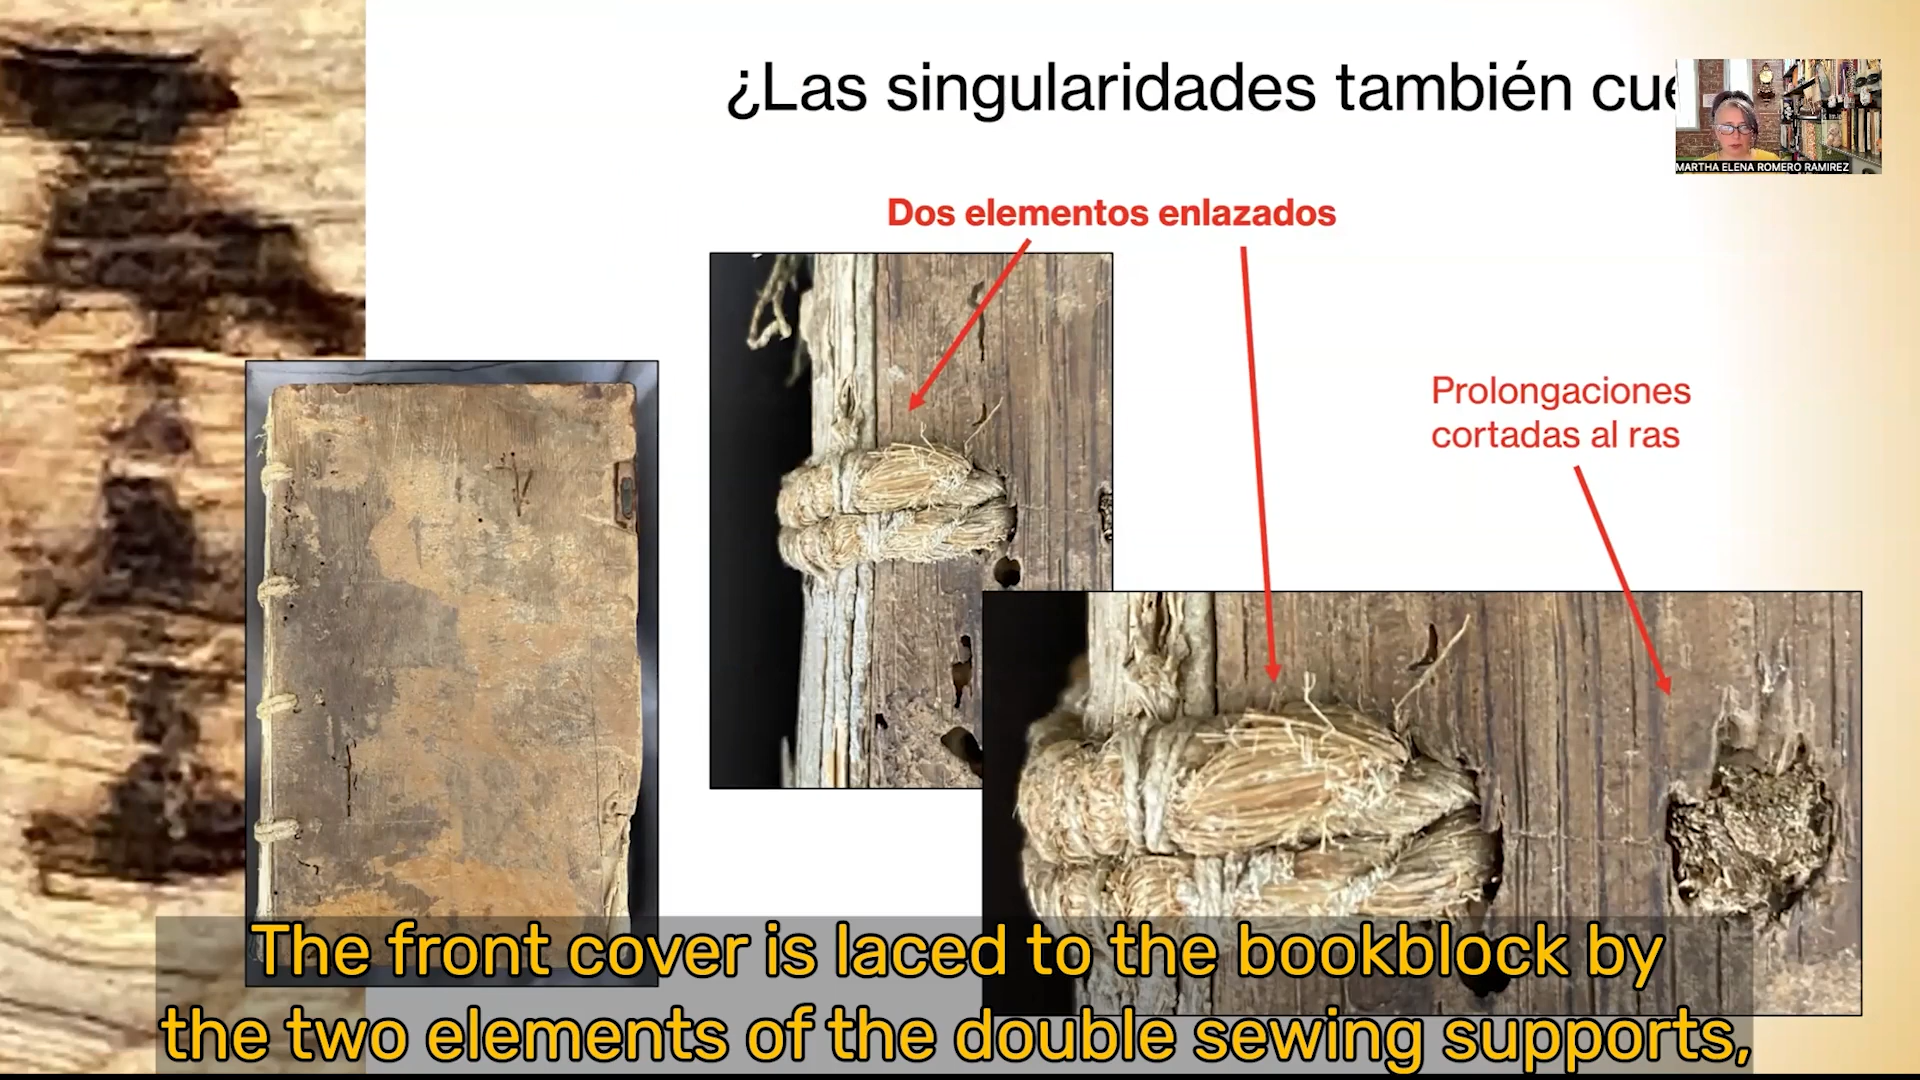 ¿Las singularidades también
MARTHA ELENA ROMERO RAMIREZ
Dos elementos enlazados
Prolongaciones
cortadas al ras
The front cover is laced to the bookblock by
the two elements of the double sewing supports,